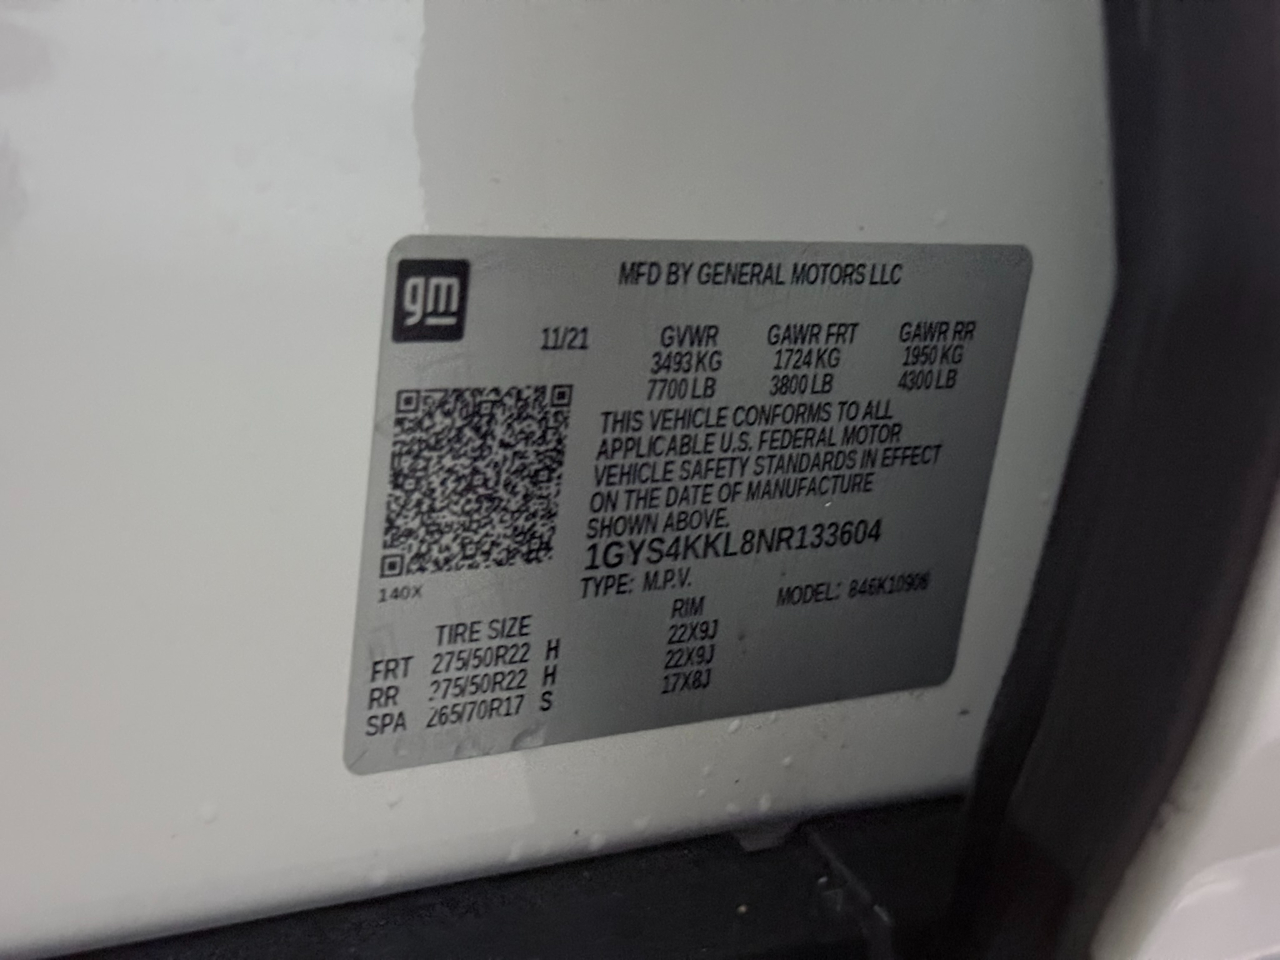 gm
MFD BY GENERAL MOTORS LLC
11/21 GVWR GAWR FRT GAWR RR
3493 KG 1724 KG 1950 KG
7700 LB 3800 LB 4300 LB
THIS VEHICLE CONFORMS TO ALL
APPLICABLE U.S. FEDERAL MOTOR
VEHICLE SAFETY STANDARDS IN EFFECT
ON THE DATE OF MANUFACTURE
SHOWN ABOVE.
1GYS4KKL8NR133604
140X
TYPE: M.P.V. MODEL:
TIRE SIZE RIM
FRT 275/50R22 H 22X9J
RR 275/50R22 H 22X9J
SPA 265/70R17 S 17X8J